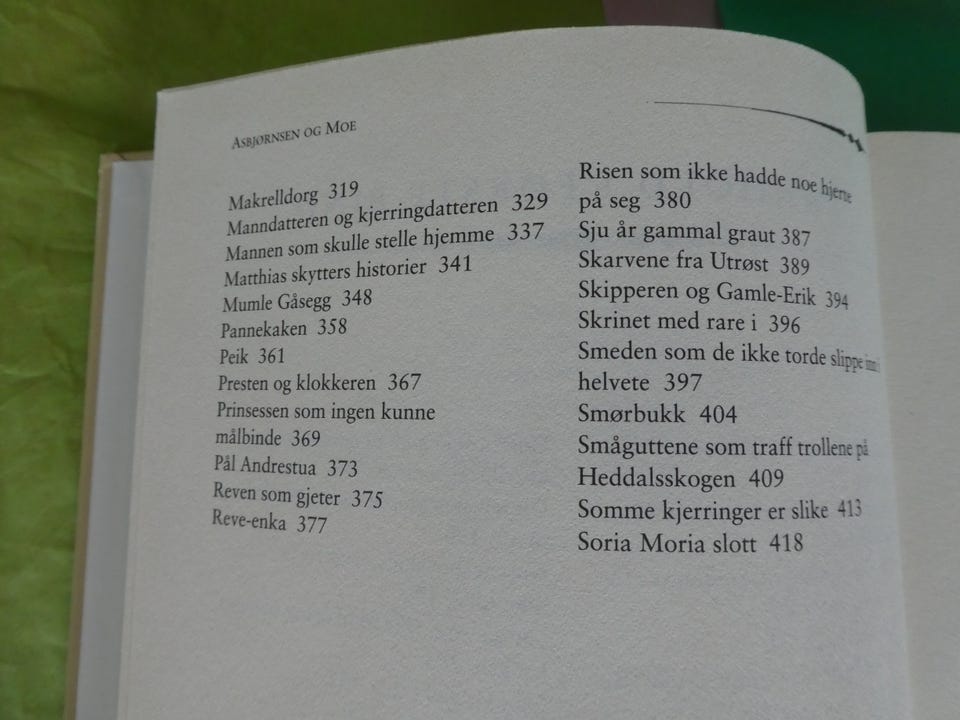 ASBJØRNSEN OG MOE
Makrelldorg 319
Manndatteren og kjerringdatteren 329
Mannen som skulle stelle hjemme 337
Matthias skytters historier 341
Mumle Gåsegg 348
Pannekaken 358
Peik 361
Presten og klokkeren 367
Prinsessen som ingen kunne
målbinde 369
Pål Andrestua 373
Reven som gjeter 375
Reve-enka 377
Risen som ikke hadde noe hjerte
på seg 380
Sju år gammal graut 387
Skarvene fra Utrøst 389
Skipperen og Gamle-Erik 394
Skrinet med rare i 396
Smeden som de ikke torde slippe inn i
helvete 397
Smørbukk 404
Småguttene som traff trollene på
Heddalsskogen 409
Somme kjerringer er slike 413
Soria Moria slott 418